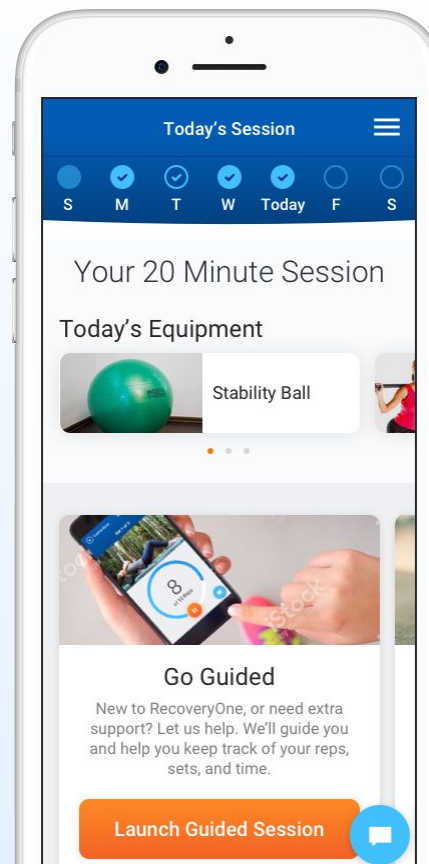 Today's Session
S M T W Today F S
Your 20 Minute Session
Today's Equipment
Stability Ball
8
iStock
Go Guided
New to RecoveryOne, or need extra
support? Let us help. We'll guide you
and help you keep track of your reps,
sets, and time.
Launch Guided Session